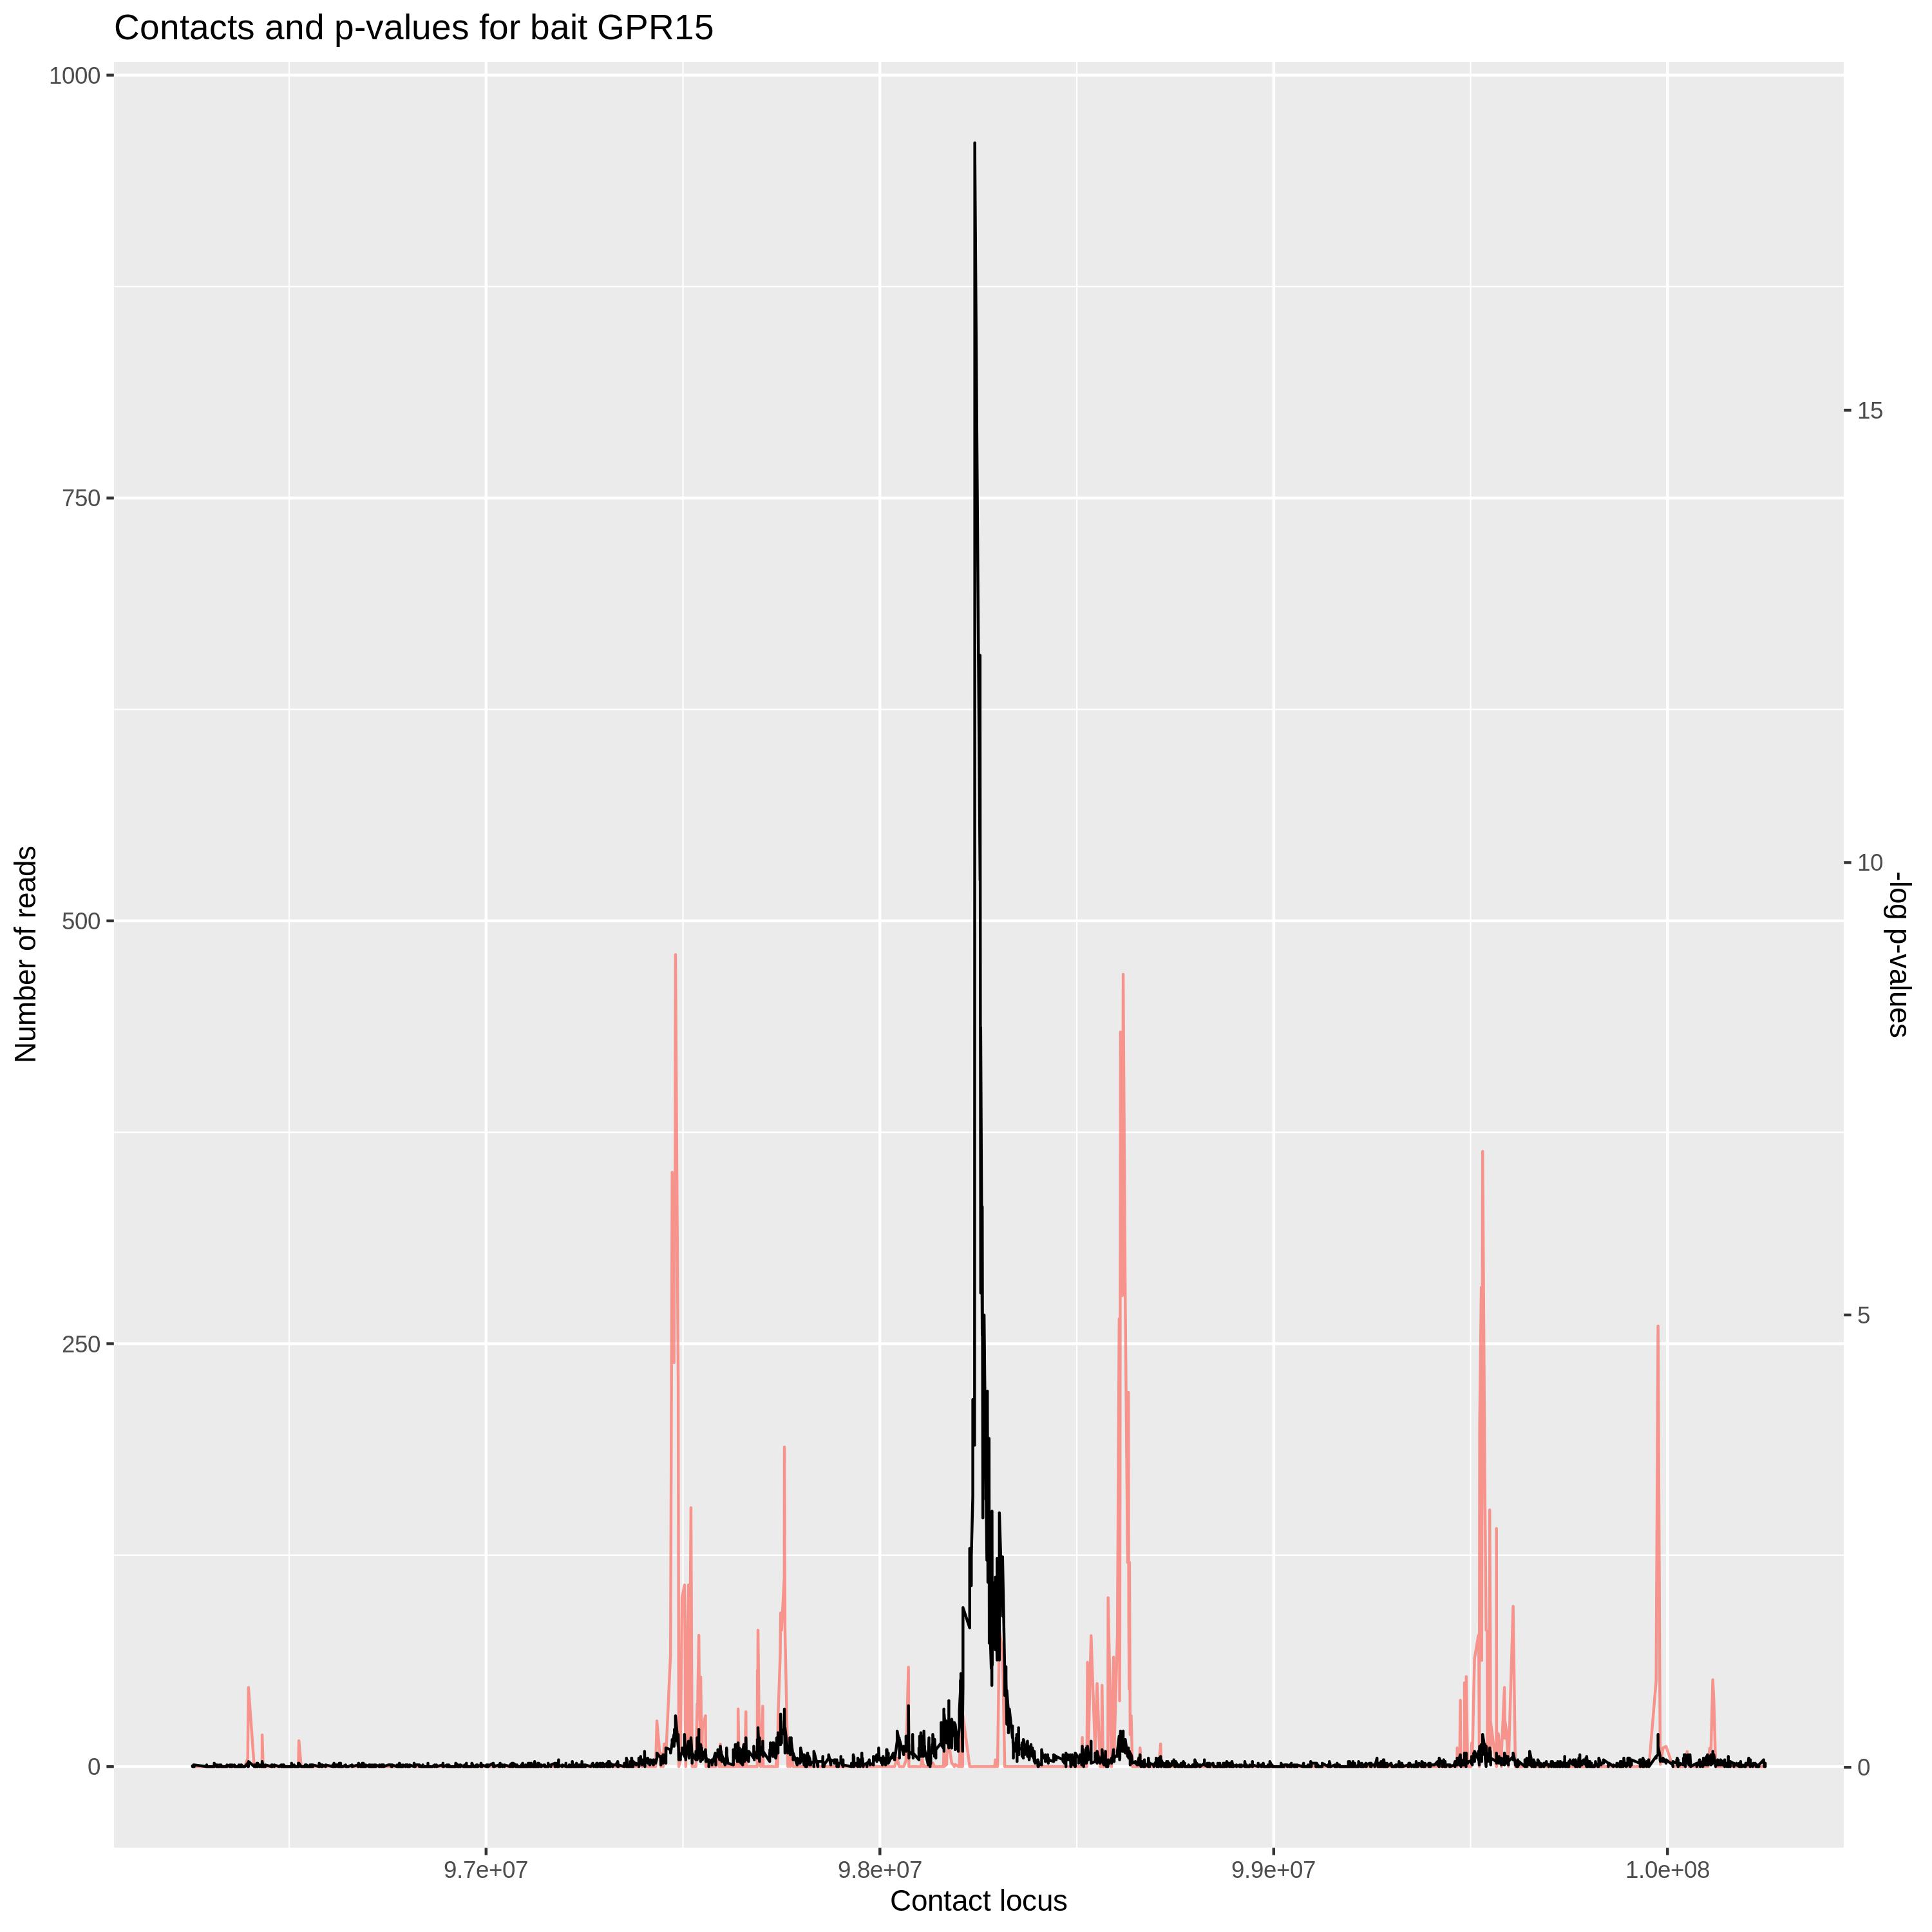 Contacts and p-values for bait GPR15
1000
750
500
250
0
Number of reads
15
10
5
0
-log p-values
9.7e+07
9.8e+07
9.9e+07
1.0e+08
Contact locus